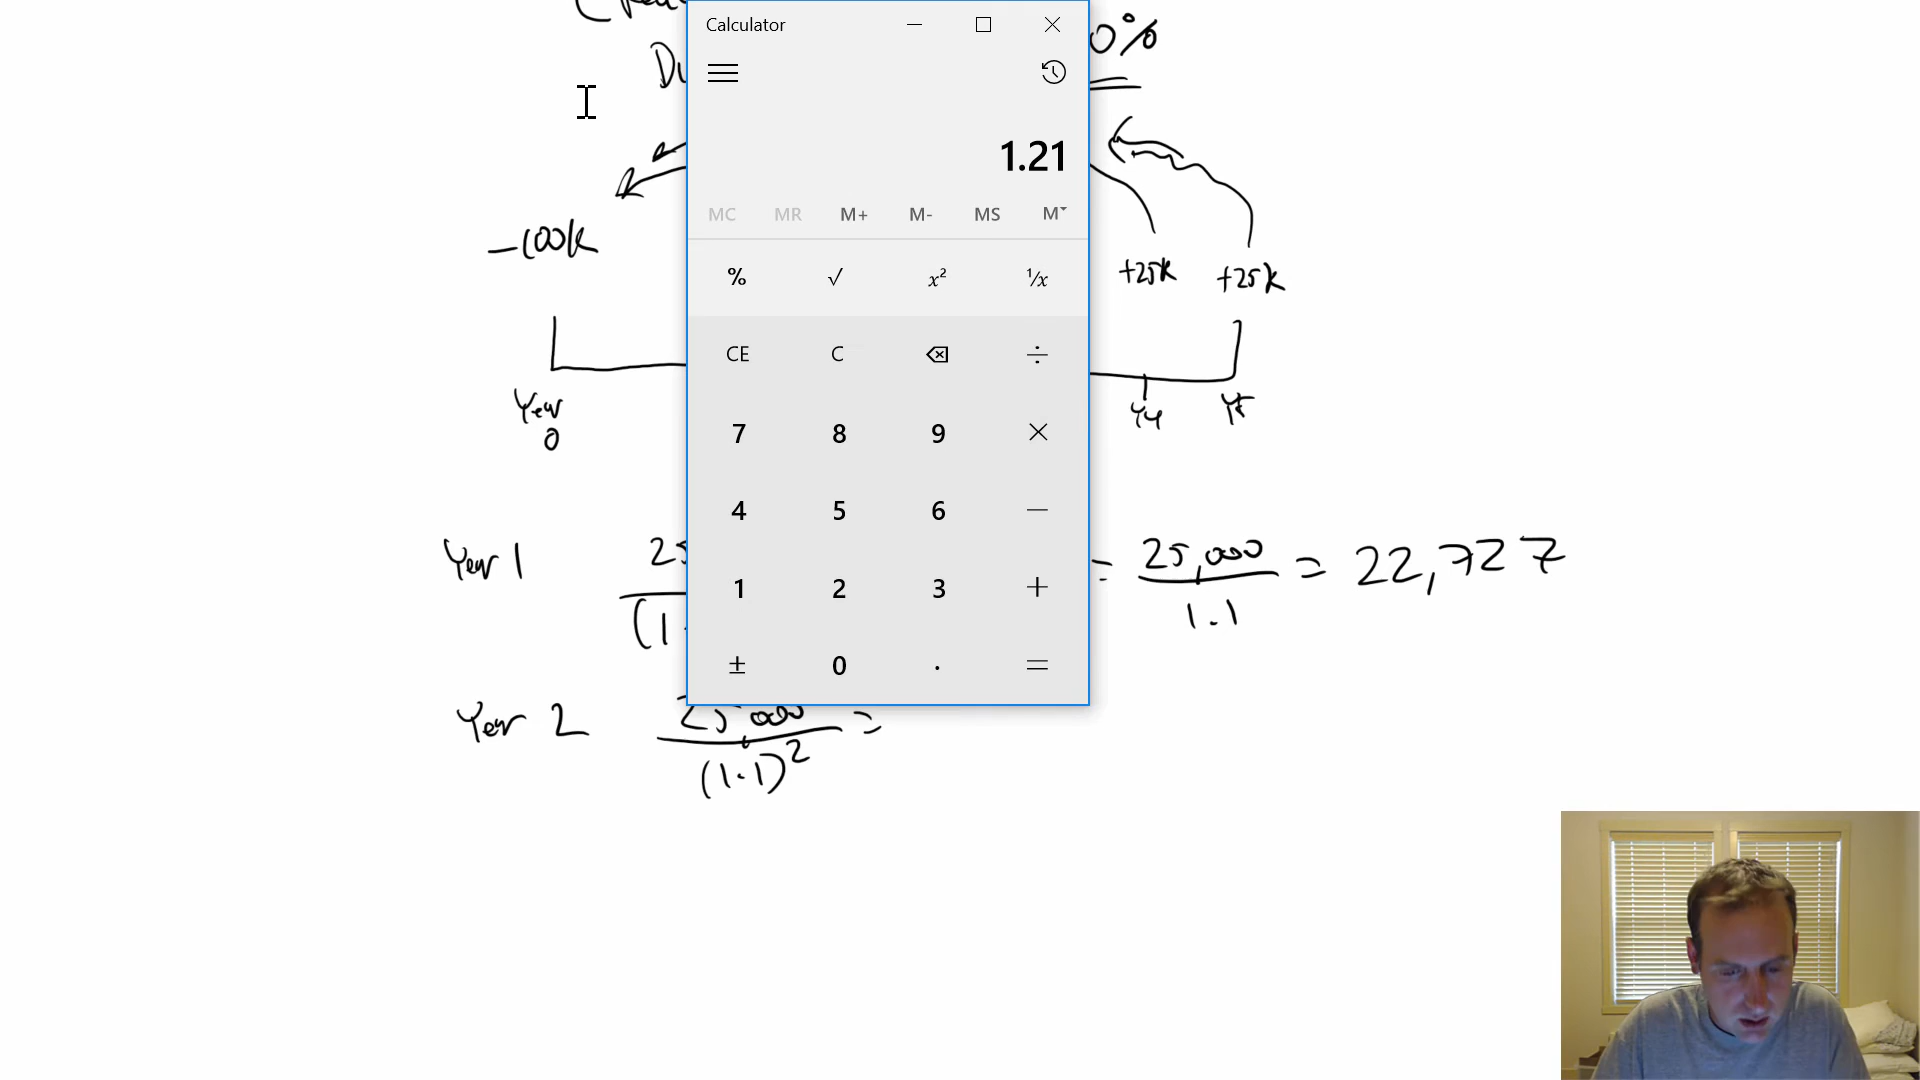 Calculator
0%
1.21
MC MR M+ M- MS M
-100k
% √ x² ¹/x
+25k +25k
CE C ÷
Year 0
Y4 Y5
7 8 9 ×
4 5 6 −
Year 1
= 25,000 / 1.1 = 22,727
(1.
1 2 3 +
± 0 . =
Year 2 25,000 / (1.1)² =